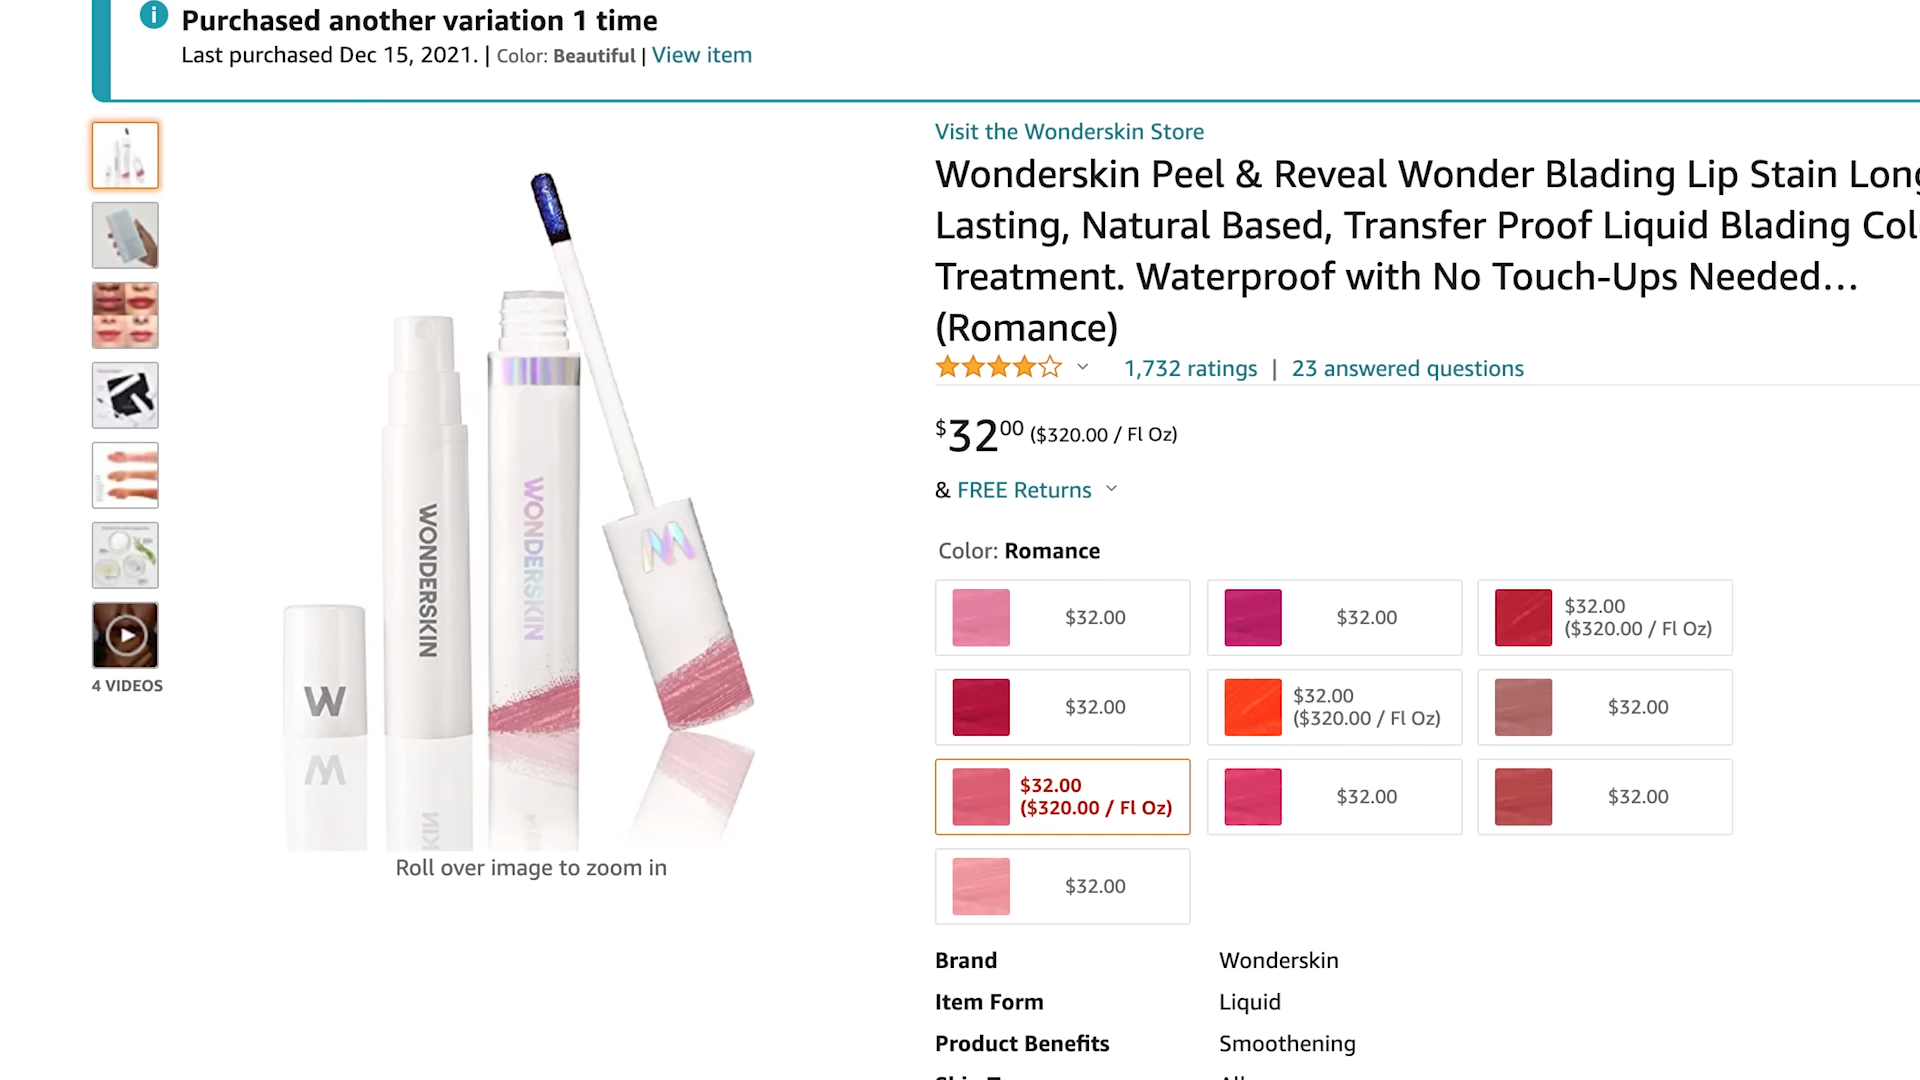 Purchased another variation 1 time
Last purchased Dec 15, 2021. | Color: Beautiful | View item
Visit the Wonderskin Store
Wonderskin Peel & Reveal Wonder Blading Lip Stain Long
Lasting, Natural Based, Transfer Proof Liquid Blading
Treatment. Waterproof with No Touch-Ups Needed…
(Romance)
1,732 ratings | 23 answered questions
$32.00 ($320.00 / Fl Oz)
& FREE Returns
Color: Romance
$32.00
$32.00
$32.00
($320.00 / Fl Oz)
$32.00
$32.00
($320.00 / Fl Oz)
$32.00
$32.00
($320.00 / Fl Oz)
$32.00
$32.00
$32.00
Brand Wonderskin
Item Form Liquid
Product Benefits Smoothening
4 VIDEOS
WONDERSKIN
WONDERSKIN
W
W
Roll over image to zoom in